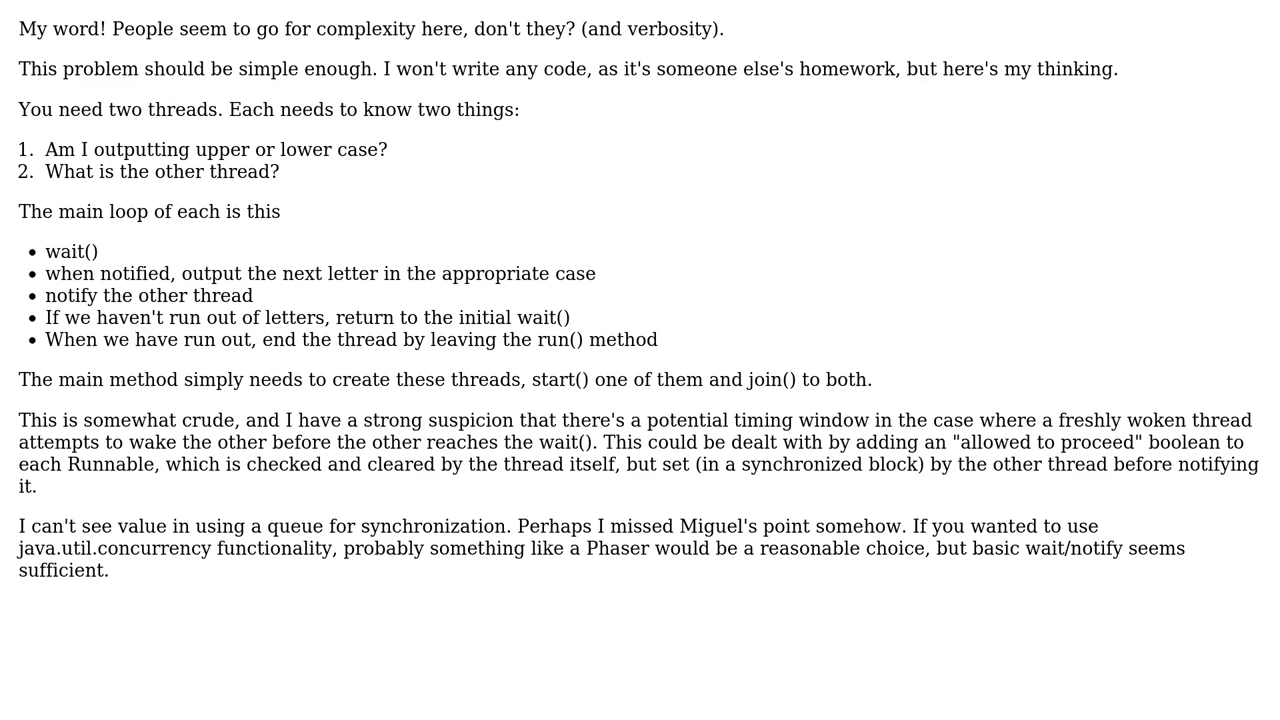 My word! People seem to go for complexity here, don't they? (and verbosity).
This problem should be simple enough. I won't write any code, as it's someone else's homework, but here's my thinking.
You need two threads. Each needs to know two things:
1. Am I outputting upper or lower case?
2. What is the other thread?
The main loop of each is this
• wait()
• when notified, output the next letter in the appropriate case
• notify the other thread
• If we haven't run out of letters, return to the initial wait()
• When we have run out, end the thread by leaving the run() method
The main method simply needs to create these threads, start() one of them and join() to both.
This is somewhat crude, and I have a strong suspicion that there's a potential timing window in the case where a freshly woken thread
attempts to wake the other before the other reaches the wait(). This could be dealt with by adding an "allowed to proceed" boolean to
each Runnable, which is checked and cleared by the thread itself, but set (in a synchronized block) by the other thread before notifying
it.
I can't see value in using a queue for synchronization. Perhaps I missed Miguel's point somehow. If you wanted to use
java.util.concurrency functionality, probably something like a Phaser would be a reasonable choice, but basic wait/notify seems
sufficient.